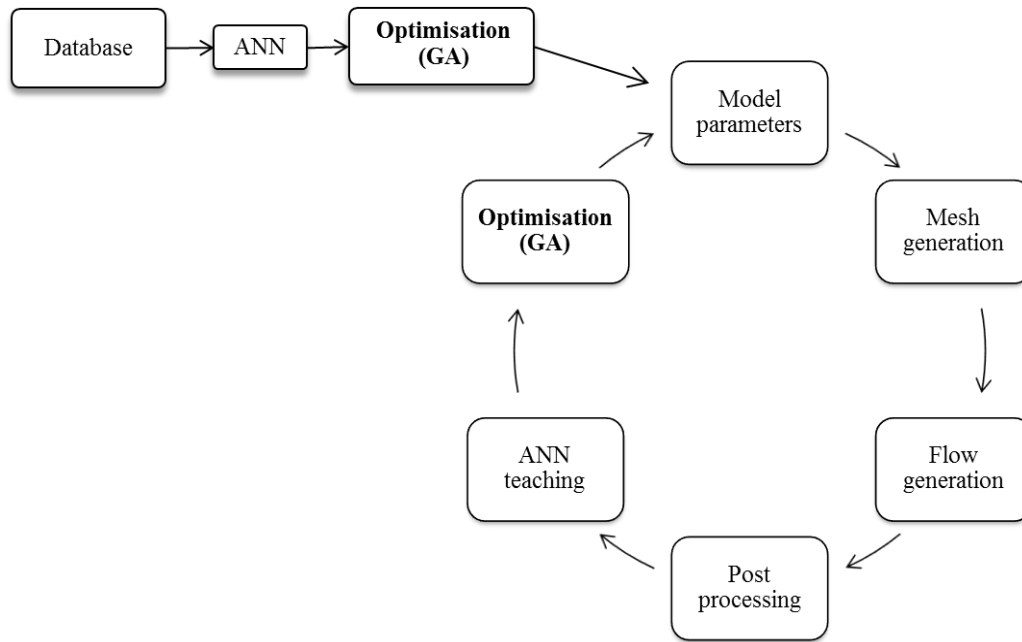 Database
ANN
Optimisation
(GA)
Model
parameters
Mesh
generation
Flow
generation
Post
processing
ANN
teaching
Optimisation
(GA)